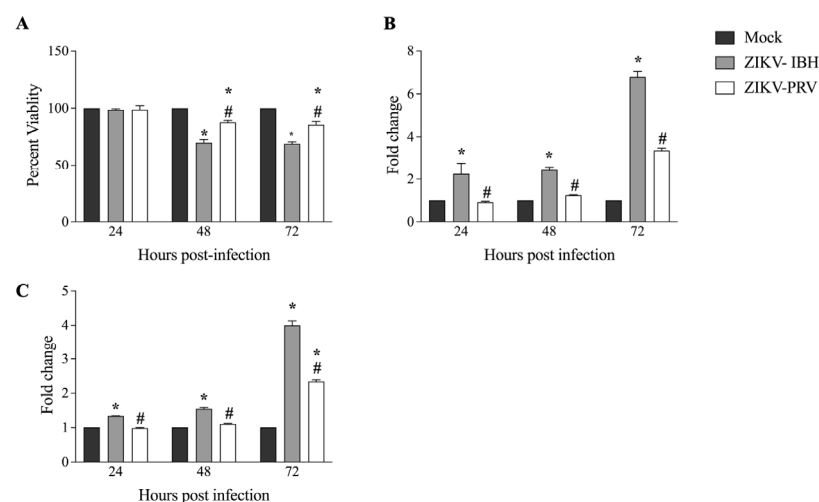 A
150
100
50
0
Percent Viablity
* * * *
# #
24 48 72
Hours post-infection
B
8
6
4
2
0
Fold change
* * *
# # #
24 48 72
Hours post infection
Mock
ZIKV- IBH
ZIKV-PRV
C
5
4
3
2
1
0
Fold change
* * * *
# # #
24 48 72
Hours post infection